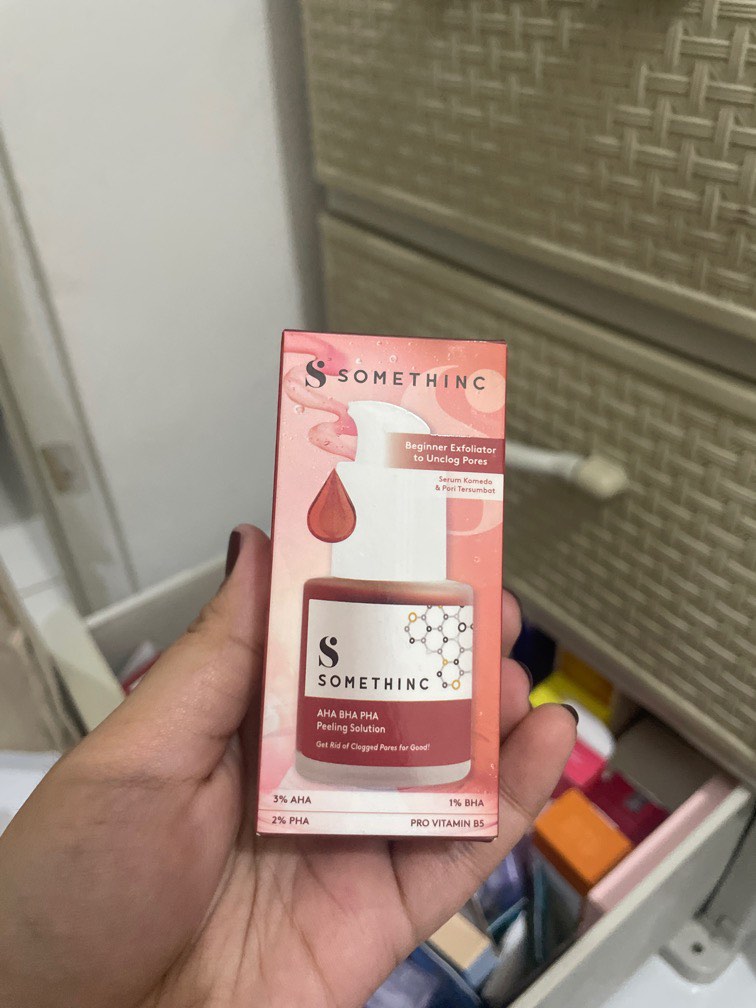 S SOMETHINC
Beginner Exfoliator
to Unclog Pores
Serum Komedo
& Pori Tersumbat
S
SOMETHINC
AHA BHA PHA
Peeling Solution
Get Rid of Clogged Pores for Good!
3% AHA
1% BHA
2% PHA
PRO VITAMIN B5